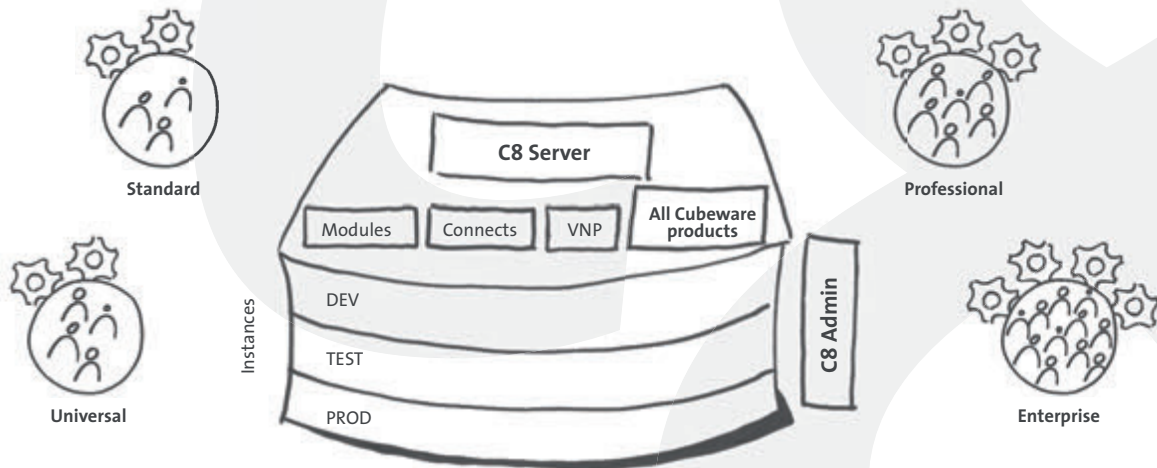 C8 Server
Standard
Professional
All Cubeware
products
Modules
Connects
VNP
DEV
Instances
C8 Admin
TEST
Universal
PROD
Enterprise